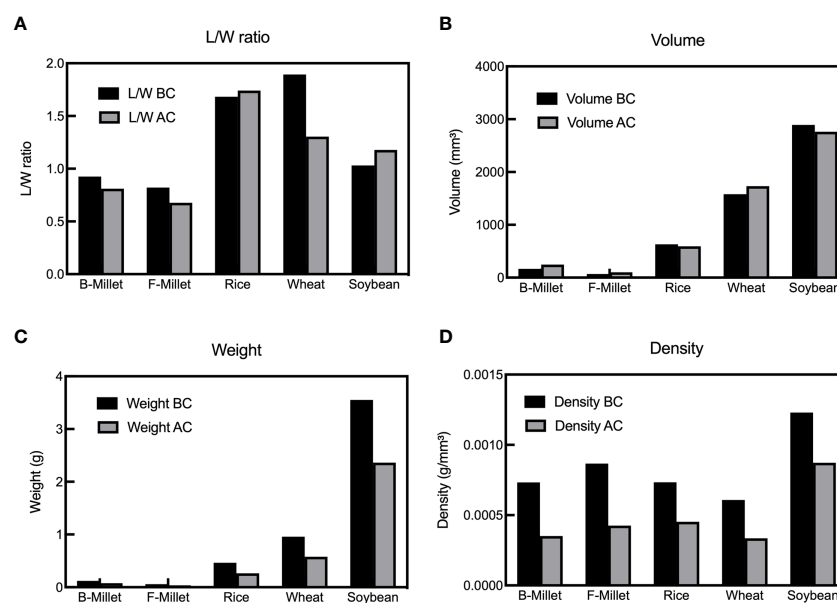 A
L/W ratio
2.0
1.5
1.0
0.5
0.0
L/W ratio
L/W BC
L/W AC
B-Millet F-Millet Rice Wheat Soybean
B
Volume
4000
3000
2000
1000
0
Volume (mm³)
Volume BC
Volume AC
B-Millet F-Millet Rice Wheat Soybean
C
Weight
4
3
2
1
0
Weight (g)
Weight BC
Weight AC
B-Millet F-Millet Rice Wheat Soybean
D
Density
0.0015
0.0010
0.0005
0.0000
Density (g/mm³)
Density BC
Density AC
B-Millet F-Millet Rice Wheat Soybean